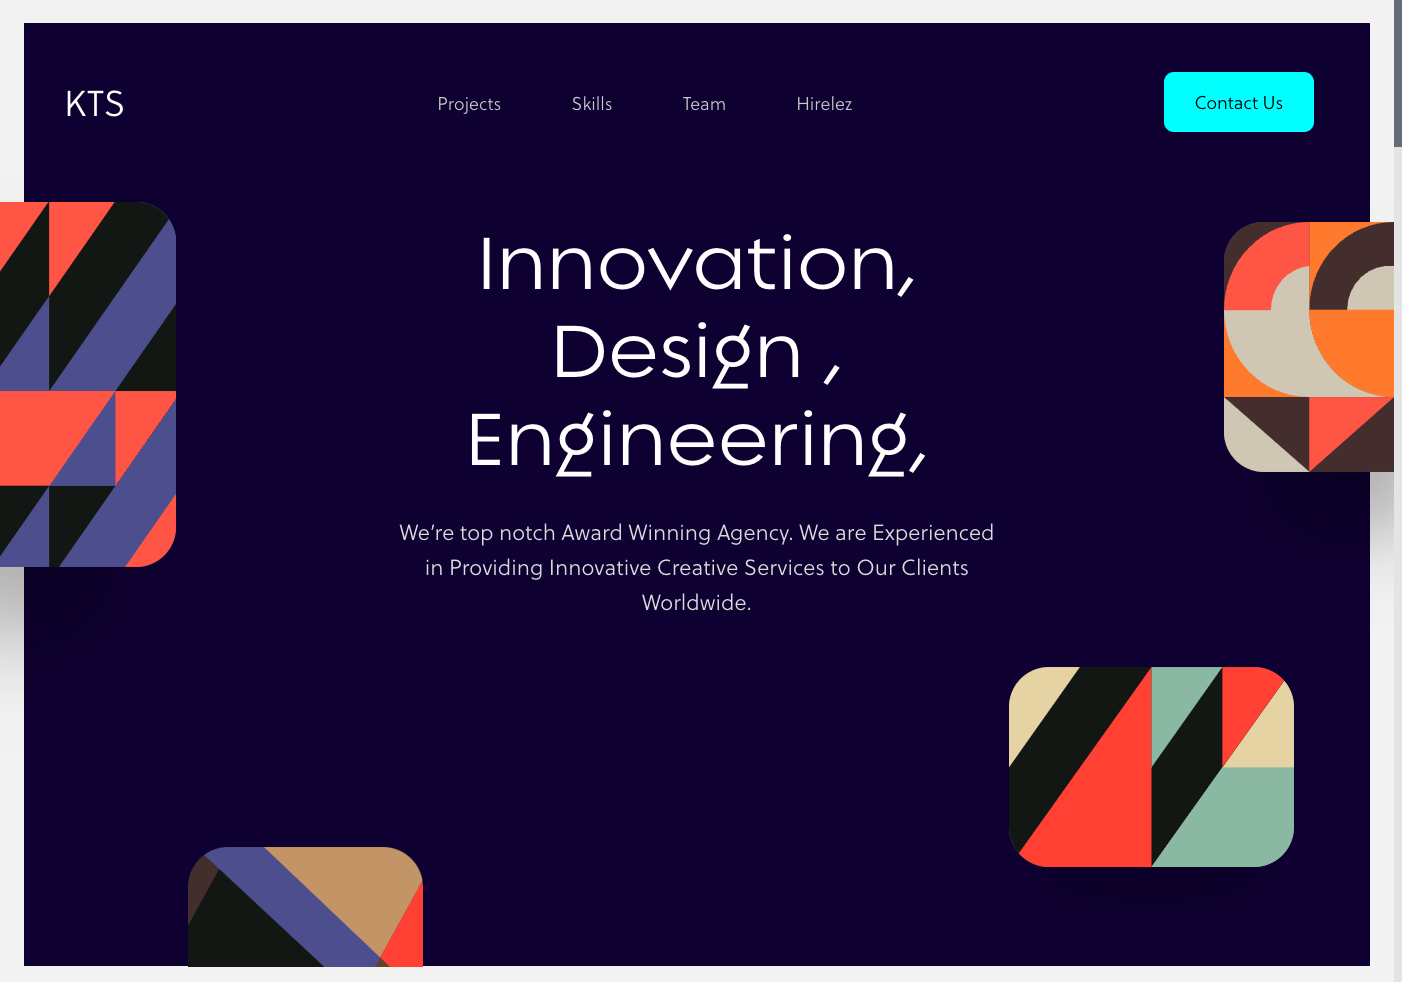 KTS
Projects
Skills
Team
Hirelez
Contact Us
Innovation,
Design ,
Engineering,
We’re top notch Award Winning Agency. We are Experienced
in Providing Innovative Creative Services to Our Clients
Worldwide.